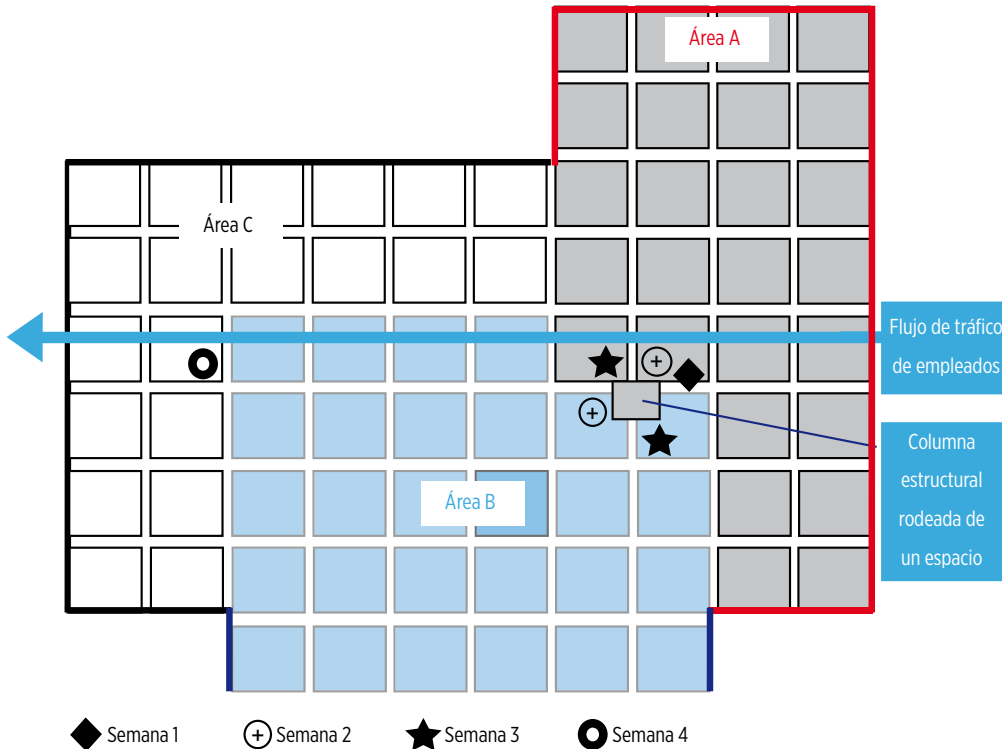 Área A
Área C
Flujo de tráfico
de empleados
Columna
estructural
rodeada de
un espacio
Área B
Semana 1
Semana 2
Semana 3
Semana 4